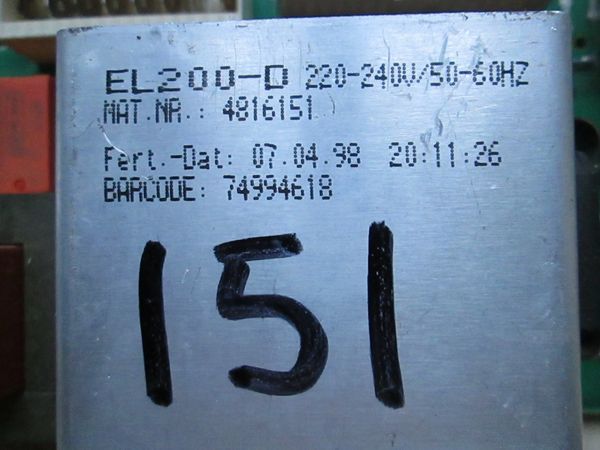 EL200-D 220-240V/50-60HZ
MAT.NR.: 4816151
Fert.-Dat: 07.04.98 20:11:26
BARCODE: 74994618
151